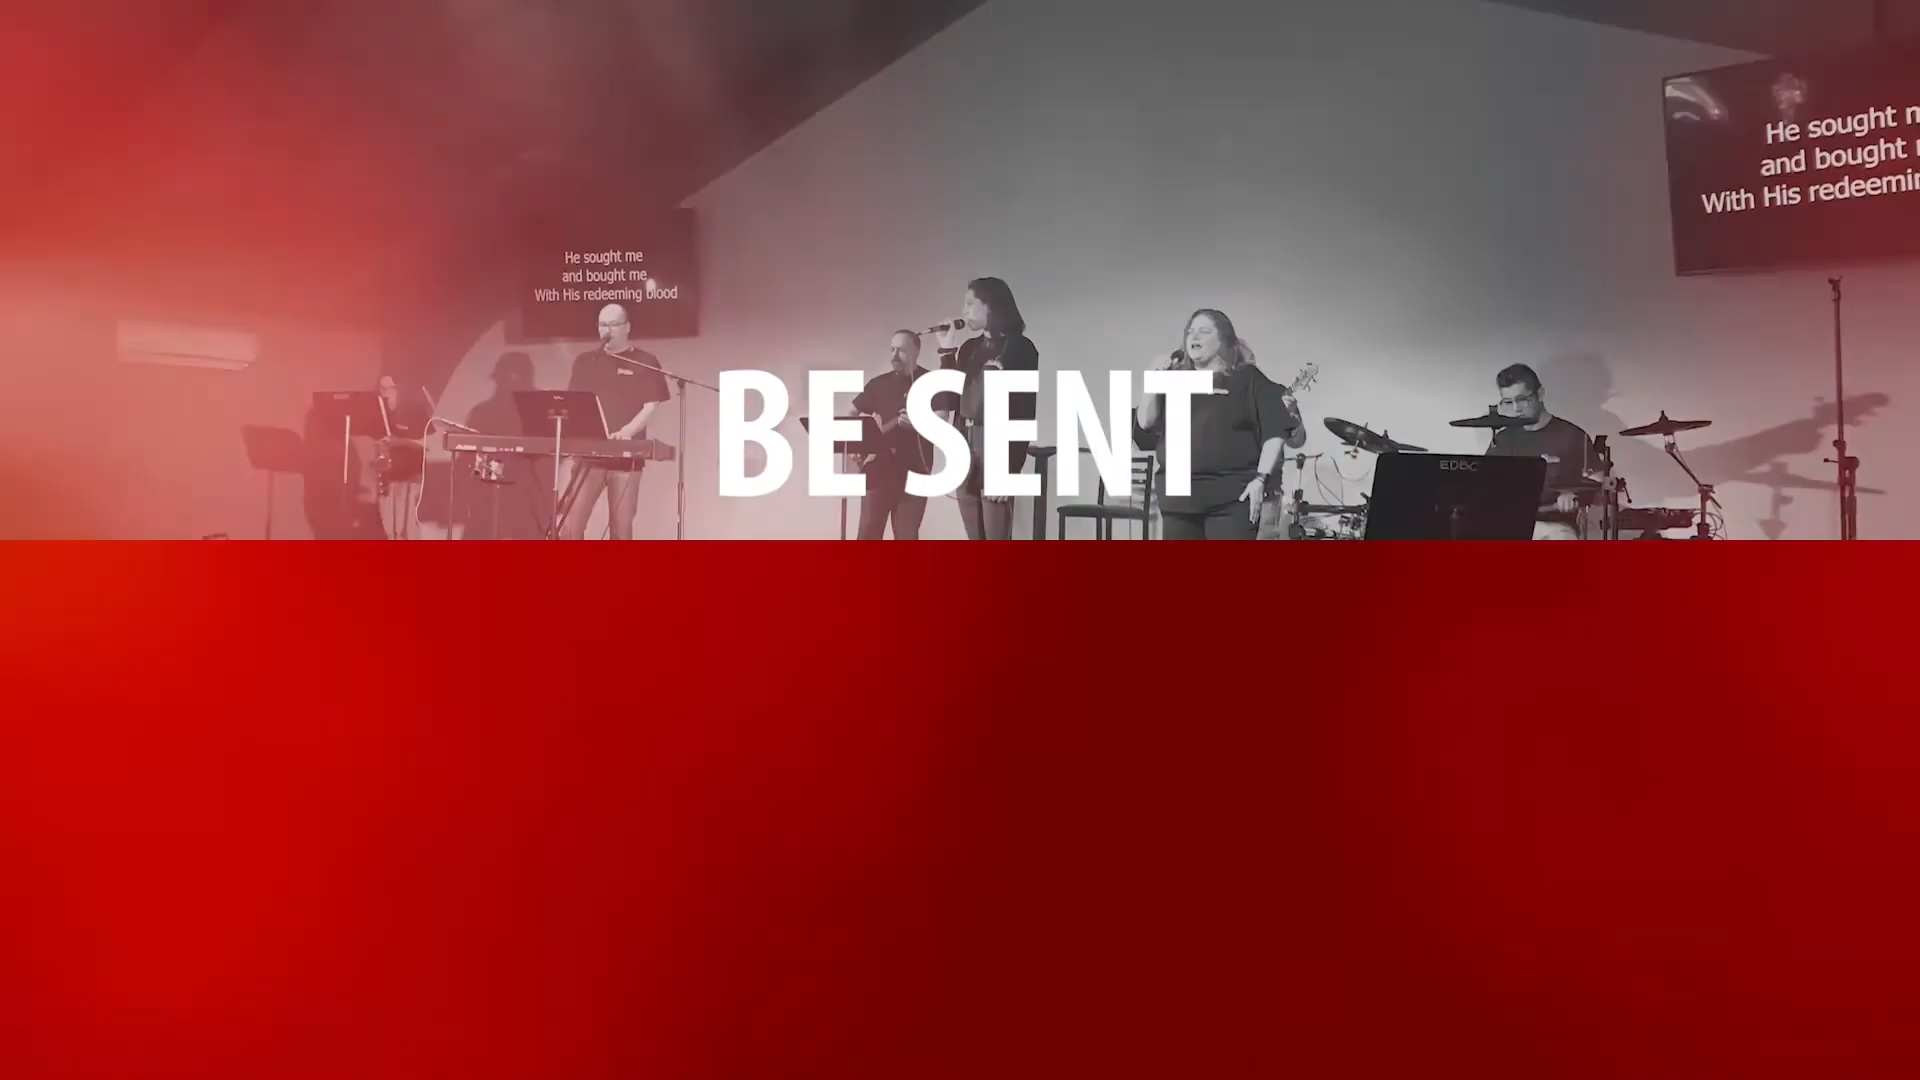 He sought
and bought
With His
He sought me
and bought me
With His redeeming blood
BE SENT
EDBC